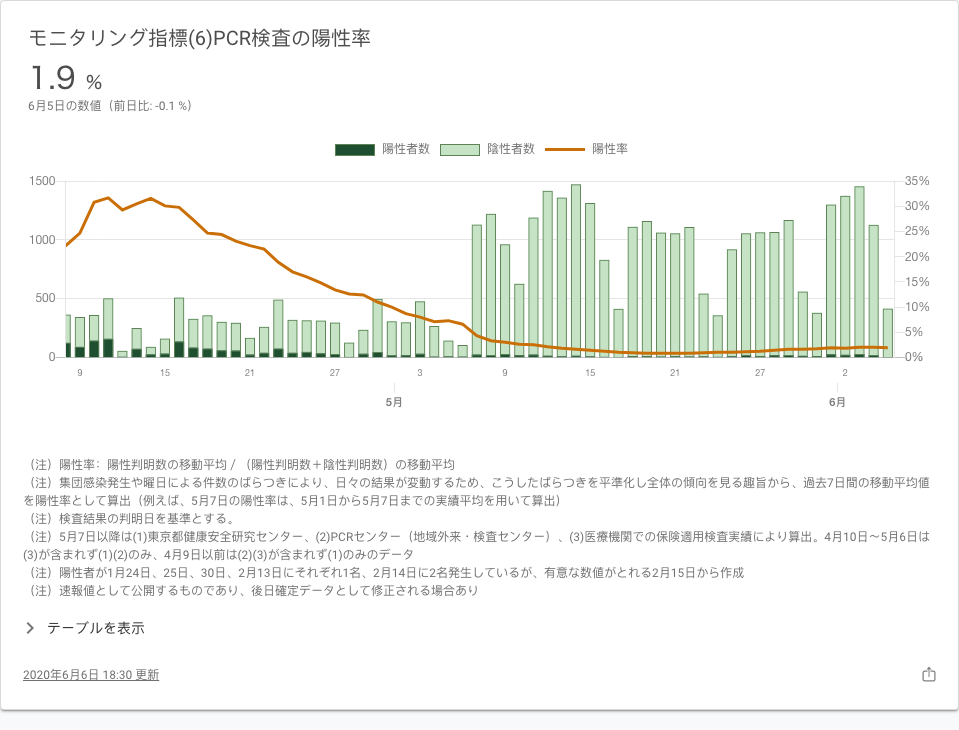 モニタリング指標(6)PCR検査の陽性率
1.9 %
6月5日の数値（前日比: -0.1 %）
陽性者数 陰性者数 陽性率
1500 35%
30%
1000 25%
20%
15%
500 10%
5%
0 0%
9 15 21 27 3 9 15 21 27 2
5月 6月
（注）陽性率：陽性判明数の移動平均 /（陽性判明数＋陰性判明数）の移動平均
（注）集団感染発生や曜日による件数のばらつきにより、日々の結果が変動するため、こうしたばらつきを平準化し全体の傾向を見る趣旨から、過去7日間の移動平均値
を陽性率として算出（例えば、5月7日の陽性率は、5月1日から5月7日までの実績平均を用いて算出）
（注）検査結果の判明日を基準とする。
（注）5月7日以降は(1)東京都健康安全研究センター、(2)PCRセンター（地域外来・検査センター）、(3)医療機関での保険適用検査実績により算出。4月10日～5月6日は
(3)が含まれず(1)(2)のみ、4月9日以前は(2)(3)が含まれず(1)のみのデータ
（注）陽性者が1月24日、25日、30日、2月13日にそれぞれ1名、2月14日に2名発生しているが、有意な数値がとれる2月15日から作成
（注）速報値として公開するものであり、後日確定データとして修正される場合あり
テーブルを表示
2020年6月6日 18:30 更新